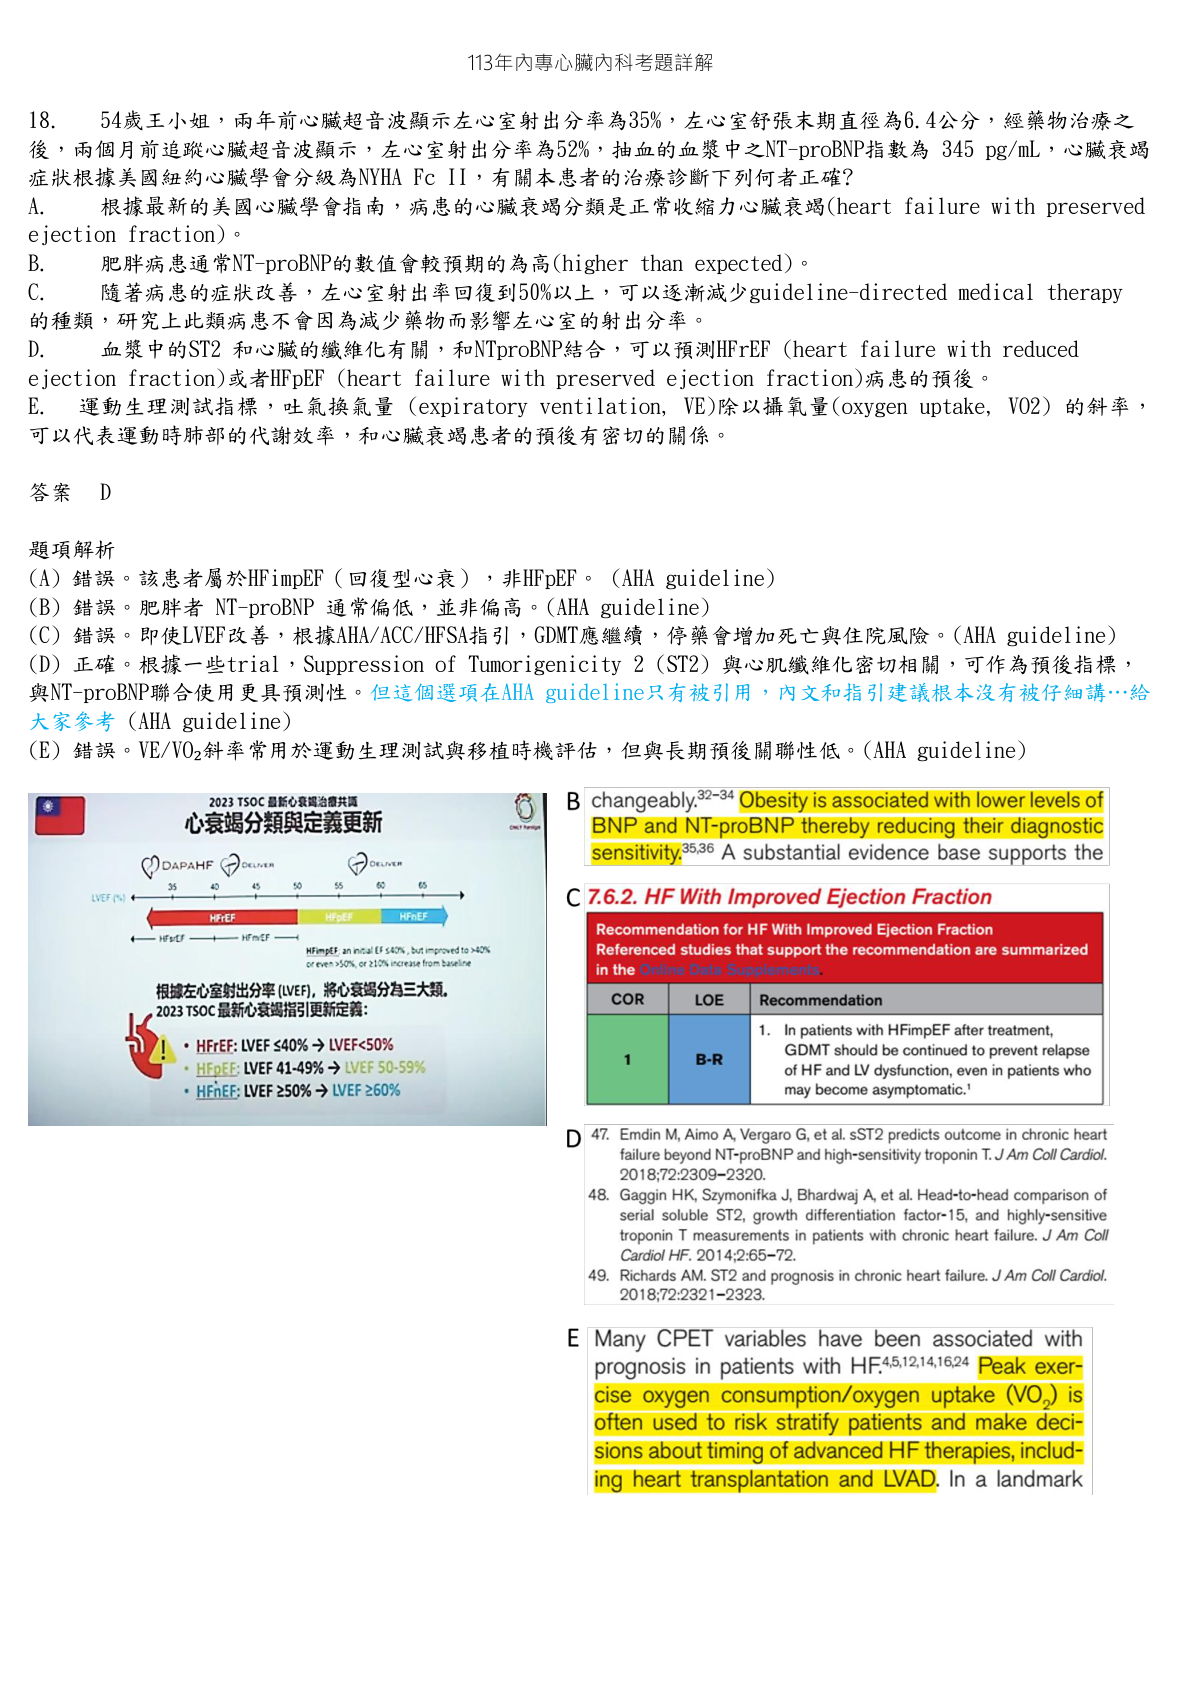 113年內專心臟內科考題詳解
18. 54歲王小姐，兩年前心臟超音波顯示左心室射出分率為35%，左心室舒張末期直徑為6.4公分，經藥物治療之
後，兩個月前追蹤心臟超音波顯示，左心室射出分率為52%，抽血的血漿中之NT-proBNP指數為 345 pg/mL，心臟衰竭
症狀根據美國紐約心臟學會分級為NYHA Fc II，有關本患者的治療診斷下列何者正確?
A. 根據最新的美國心臟學會指南，病患的心臟衰竭分類是正常收縮力心臟衰竭(heart failure with preserved
ejection fraction)。
B. 肥胖病患通常NT-proBNP的數值會較預期的為高(higher than expected)。
C. 隨著病患的症狀改善，左心室射出率回復到50%以上，可以逐漸減少guideline-directed medical therapy
的種類，研究上此類病患不會因為減少藥物而影響左心室的射出分率。
D. 血漿中的ST2 和心臟的纖維化有關，和NTproBNP結合，可以預測HFrEF (heart failure with reduced
ejection fraction)或者HFpEF (heart failure with preserved ejection fraction)病患的預後。
E. 運動生理測試指標，吐氣換氣量 (expiratory ventilation, VE)除以攝氧量(oxygen uptake, VO2) 的斜率，
可以代表運動時肺部的代謝效率，和心臟衰竭患者的預後有密切的關係。
答案 D
題項解析
(A) 錯誤。該患者屬於HFimpEF（回復型心衰），非HFpEF。 (AHA guideline)
(B) 錯誤。肥胖者 NT-proBNP 通常偏低，並非偏高。(AHA guideline)
(C) 錯誤。即使LVEF改善，根據AHA/ACC/HFSA指引，GDMT應繼續，停藥會增加死亡與住院風險。(AHA guideline)
(D) 正確。根據一些trial，Suppression of Tumorigenicity 2 (ST2) 與心肌纖維化密切相關，可作為預後指標，
與NT-proBNP聯合使用更具預測性。但這個選項在AHA guideline只有被引用，內文和指引建議根本沒有被仔細講…給
大家參考 (AHA guideline)
(E) 錯誤。VE/VO₂斜率常用於運動生理測試與移植時機評估，但與長期預後關聯性低。(AHA guideline)
2023 TSOC 最新心衰竭治療共識
心衰竭分類與定義更新
DAPAHF DELIVER DELIVER
35 40 45 50 55 60 65
LVEF (%)
HFrEF HFpEF HFnEF
HFsrEF HFmrEF
HFimpEF: an initial EF ≤40% , but improved to >40%
or even >50%, or ≥10% increase from baseline
根據左心室射出分率 (LVEF)，將心衰竭分為三大類。
2023 TSOC 最新心衰竭指引更新定義：
• HFrEF: LVEF ≤40% → LVEF<50%
• HFpEF: LVEF 41-49% → LVEF 50-59%
• HFnEF: LVEF ≥50% → LVEF ≥60%
B changeably.32–34 Obesity is associated with lower levels of
BNP and NT-proBNP thereby reducing their diagnostic
sensitivity.35,36 A substantial evidence base supports the
C 7.6.2. HF With Improved Ejection Fraction
Recommendation for HF With Improved Ejection Fraction
Referenced studies that support the recommendation are summarized
in the Online Data Supplements.
COR LOE Recommendation
1 B-R 1. In patients with HFimpEF after treatment,
GDMT should be continued to prevent relapse
of HF and LV dysfunction, even in patients who
may become asymptomatic.1
D 47. Emdin M, Aimo A, Vergaro G, et al. sST2 predicts outcome in chronic heart
failure beyond NT-proBNP and high-sensitivity troponin T. J Am Coll Cardiol.
2018;72:2309–2320.
48. Gaggin HK, Szymonifka J, Bhardwaj A, et al. Head-to-head comparison of
serial soluble ST2, growth differentiation factor-15, and highly-sensitive
troponin T measurements in patients with chronic heart failure. J Am Coll
Cardiol HF. 2014;2:65–72.
49. Richards AM. ST2 and prognosis in chronic heart failure. J Am Coll Cardiol.
2018;72:2321–2323.
E Many CPET variables have been associated with
prognosis in patients with HF.4,5,12,14,16,24 Peak exer-
cise oxygen consumption/oxygen uptake (VO2) is
often used to risk stratify patients and make deci-
sions about timing of advanced HF therapies, includ-
ing heart transplantation and LVAD. In a landmark